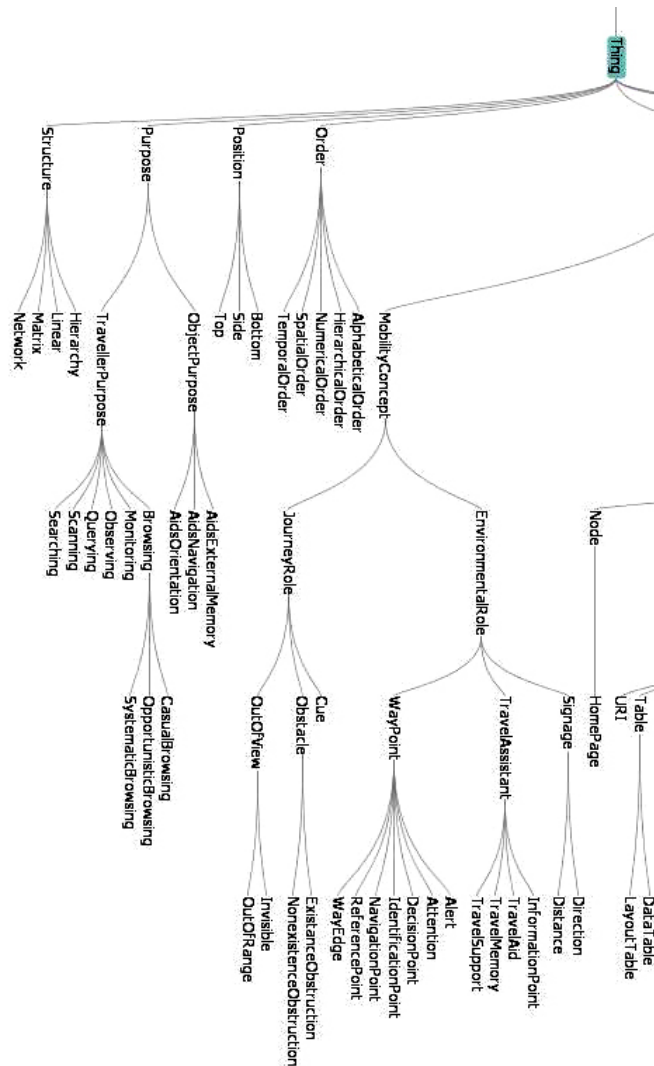 Thing
Table
DataTable
LayoutTable
URI
Node
HomePage
MobilityConcept
EnvironmentalRole
Signage
Direction
Distance
TravelAssistant
InformationPoint
TravelAid
TravelMemory
TravelSupport
WayPoint
Alert
Attention
DecisionPoint
IdentificationPoint
NavigationPoint
ReferencePoint
WayEdge
JourneyRole
Cue
Obstacle
ExistanceObstruction
NonexistenceObstruction
OutOfView
Invisible
OutOfRange
Order
AlphabeticalOrder
HierarchicalOrder
NumericalOrder
SpatialOrder
TemporalOrder
Position
Bottom
Side
Top
Purpose
ObjectPurpose
AidsExternalMemory
AidsNavigation
AidsOrientation
TravellerPurpose
Browsing
CasualBrowsing
OpportunisticBrowsing
SystematicBrowsing
Monitoring
Observing
Querying
Scanning
Searching
Structure
Hierarchy
Linear
Matrix
Network